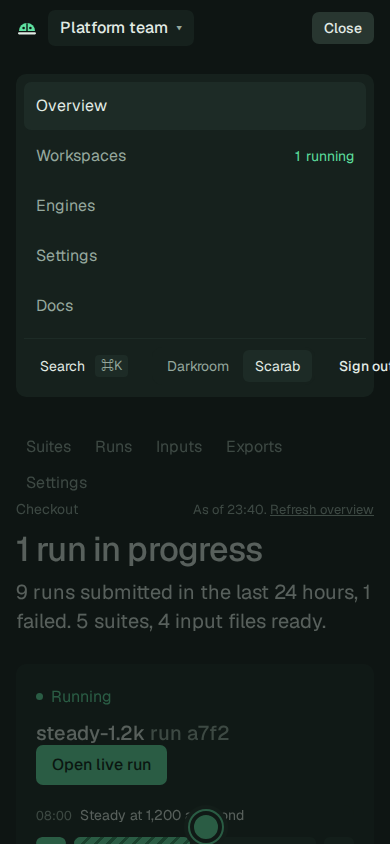 Platform team
Close
Overview
Workspaces 1 running
Engines
Settings
Docs
Search ⌘K Darkroom Scarab Sign out
Suites Runs Inputs Exports
Settings
Checkout As of 23:40. Refresh overview
1 run in progress
9 runs submitted in the last 24 hours, 1
failed. 5 suites, 4 input files ready.
Running
steady-1.2k run a7f2
Open live run
08:00 Steady at 1,200